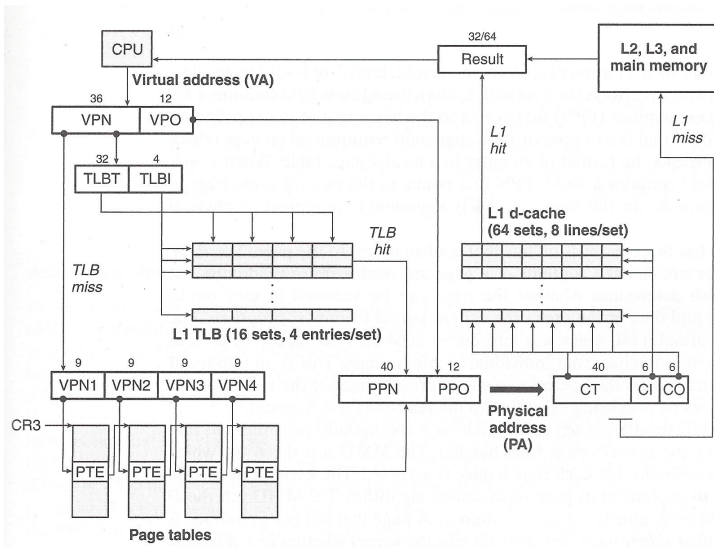 32/64
CPU
Result
L2, L3, and
main memory
Virtual address (VA)
36
12
VPN
VPO
L1
hit
L1
miss
32
4
TLBT
TLBI
L1 d-cache
(64 sets, 8 lines/set)
TLB
hit
TLB
miss
L1 TLB (16 sets, 4 entries/set)
9
9
9
9
40
12
40
6
6
VPN1
VPN2
VPN3
VPN4
PPN
PPO
CT
CI
CO
Physical
address
(PA)
CR3
PTE
PTE
PTE
PTE
Page tables